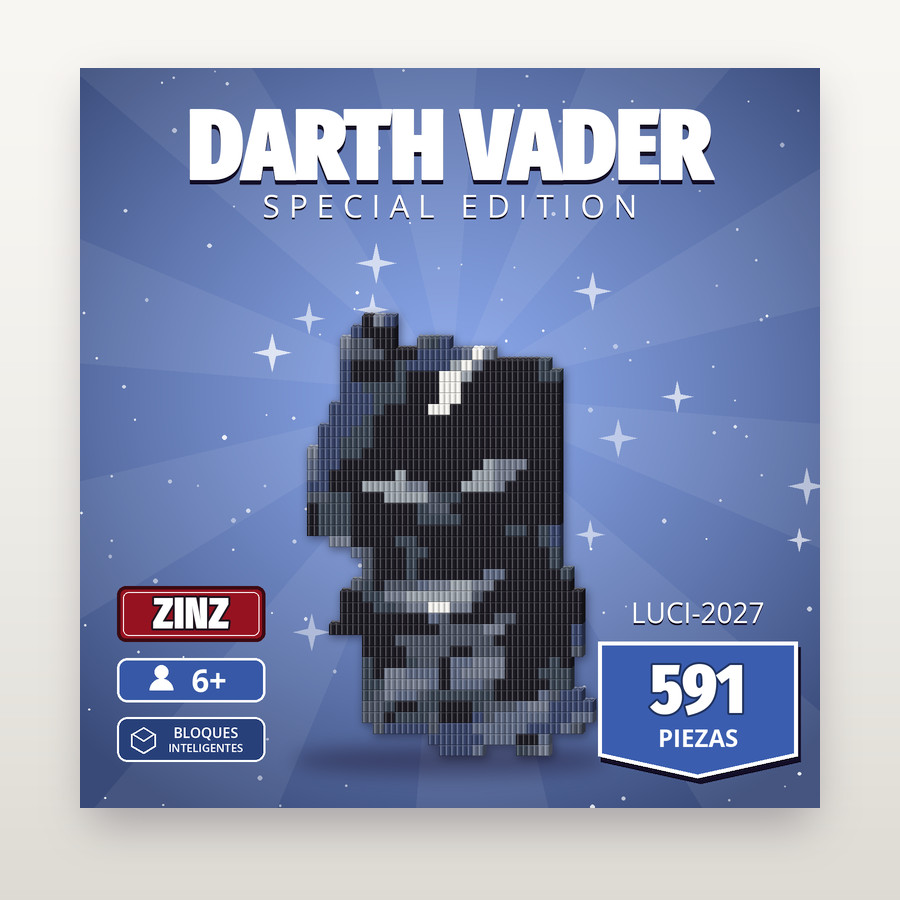 DARTH VADER
SPECIAL EDITION
ZINZ
6+
BLOQUES
INTELIGENTES
LUCI-2027
591
PIEZAS